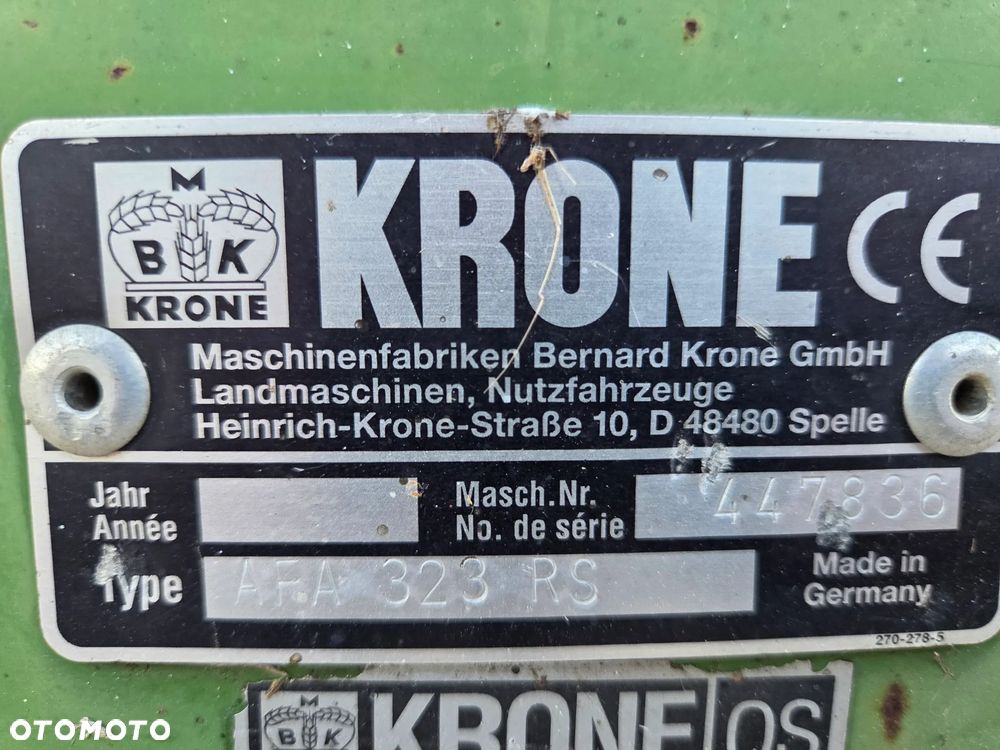 M
B K
KRONE
KRONE
CE
Maschinenfabriken Bernard Krone GmbH
Landmaschinen, Nutzfahrzeuge
Heinrich-Krone-Straße 10, D 48480 Spelle
Jahr
Année
Masch.Nr.
No. de série
447836
Type
AFA 323 RS
Made in
Germany
270-278-5
M
B K
KRONE
QS
OTOMOTO